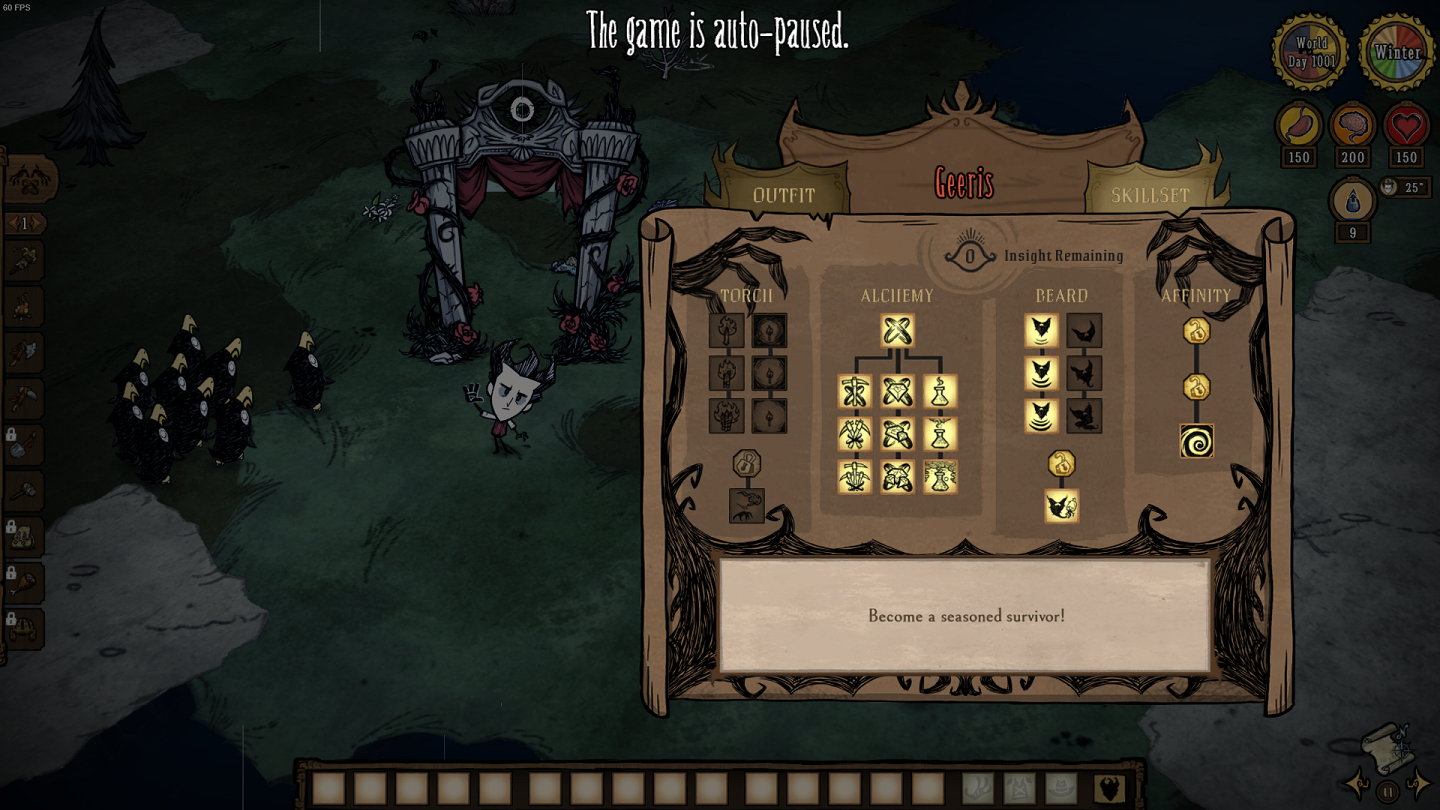 60 FPS
The game is auto-paused.
World
Day 1001
Winter
150
200
150
25°
9
1
OUTFIT
Geeris
SKILLSET
0 Insight Remaining
TORCH
ALCHEMY
BEARD
AFFINITY
Become a seasoned survivor!